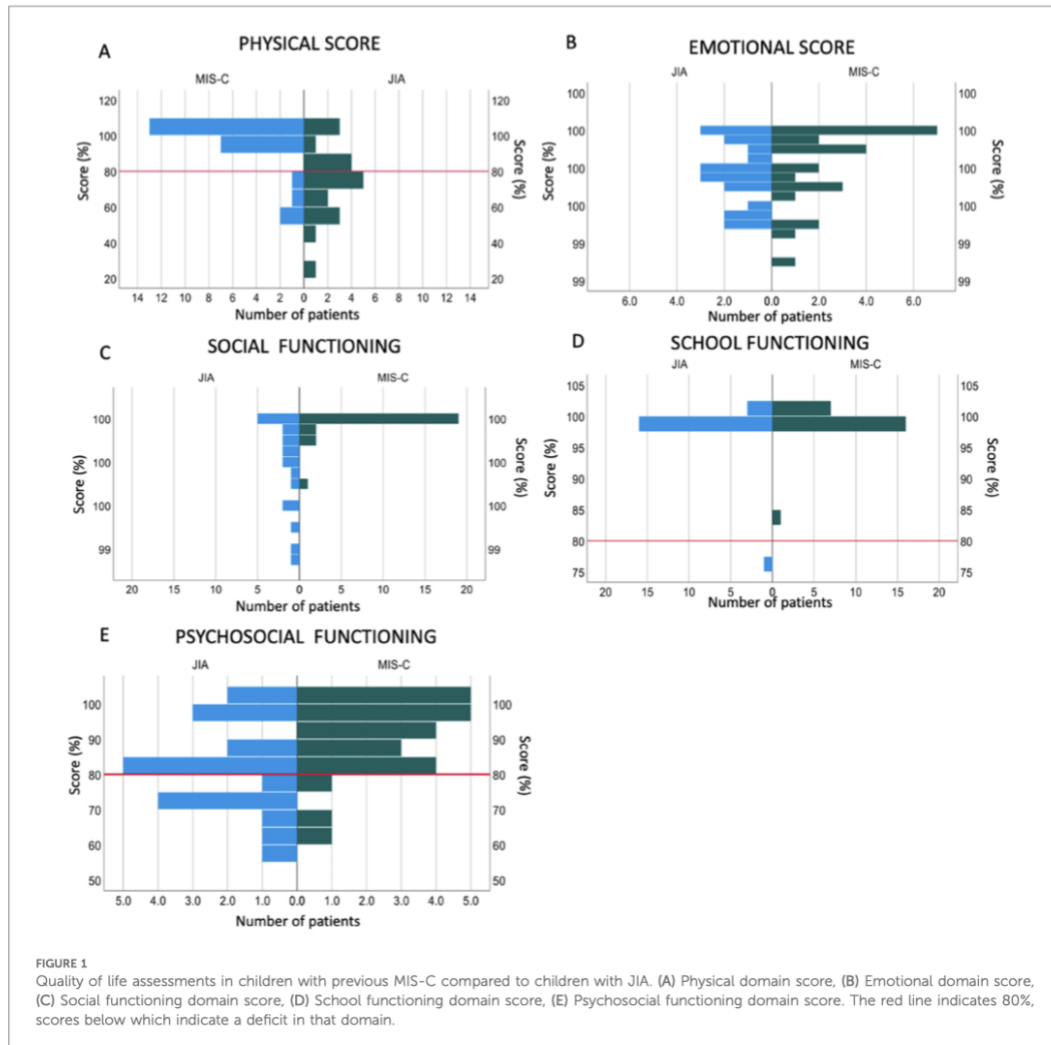 A
PHYSICAL SCORE
MIS-C
JIA
120
100
80
60
40
20
Score (%)
120
100
80
60
40
20
Score (%)
14 12 10 8 6 4 2 0 2 4 6 8 10 12 14
Number of patients
B
EMOTIONAL SCORE
JIA
MIS-C
100
100
100
100
99
99
Score (%)
100
100
100
100
99
99
Score (%)
6.0 4.0 2.0 0.0 2.0 4.0 6.0
Number of patients
C
SOCIAL FUNCTIONING
JIA
MIS-C
100
100
100
99
Score (%)
100
100
100
99
Score (%)
20 15 10 5 0 5 10 15 20
Number of patients
D
SCHOOL FUNCTIONING
JIA
MIS-C
105
100
95
90
85
80
75
Score (%)
105
100
95
90
85
80
75
Score (%)
20 15 10 5 0 5 10 15 20
Number of patients
E
PSYCHOSOCIAL FUNCTIONING
JIA
MIS-C
100
90
80
70
60
50
Score (%)
100
90
80
70
60
50
Score (%)
5.0 4.0 3.0 2.0 1.0 0.0 1.0 2.0 3.0 4.0 5.0
Number of patients
FIGURE 1
Quality of life assessments in children with previous MIS-C compared to children with JIA. (A) Physical domain score, (B) Emotional domain score,
(C) Social functioning domain score, (D) School functioning domain score, (E) Psychosocial functioning domain score. The red line indicates 80%,
scores below which indicate a deficit in that domain.